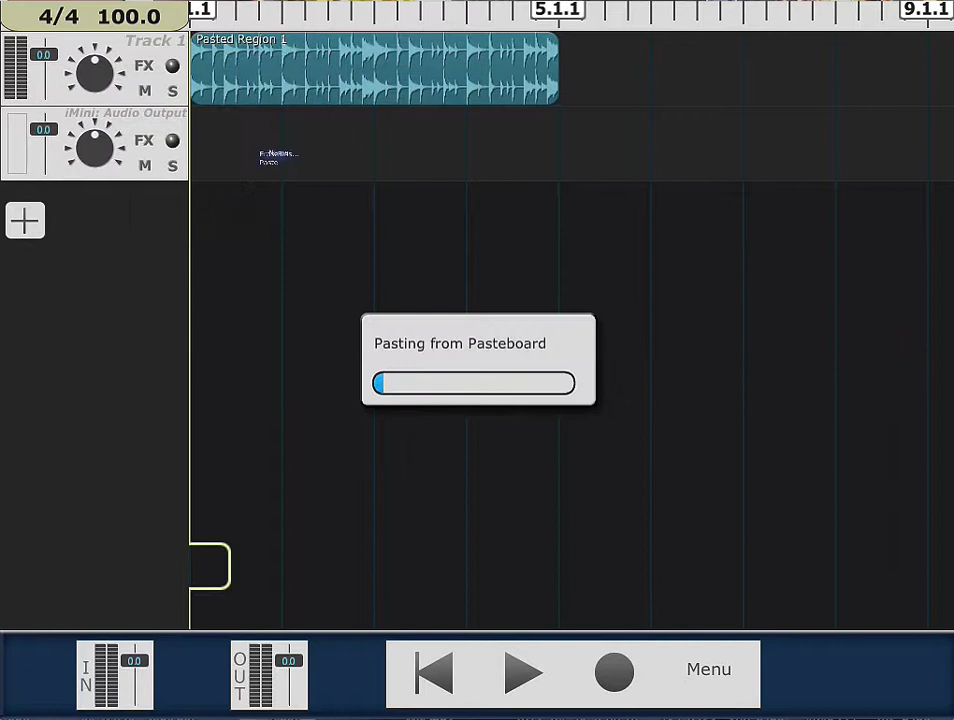 4/4 100.0
.1.1
5.1.1
9.1.1
Track 1
Pasted Region 1
0.0
FX
M S
iMini: Audio Output
0.0
FX
M S
Paste
Pasting from Pasteboard
IN
0.0
OUT
0.0
Menu